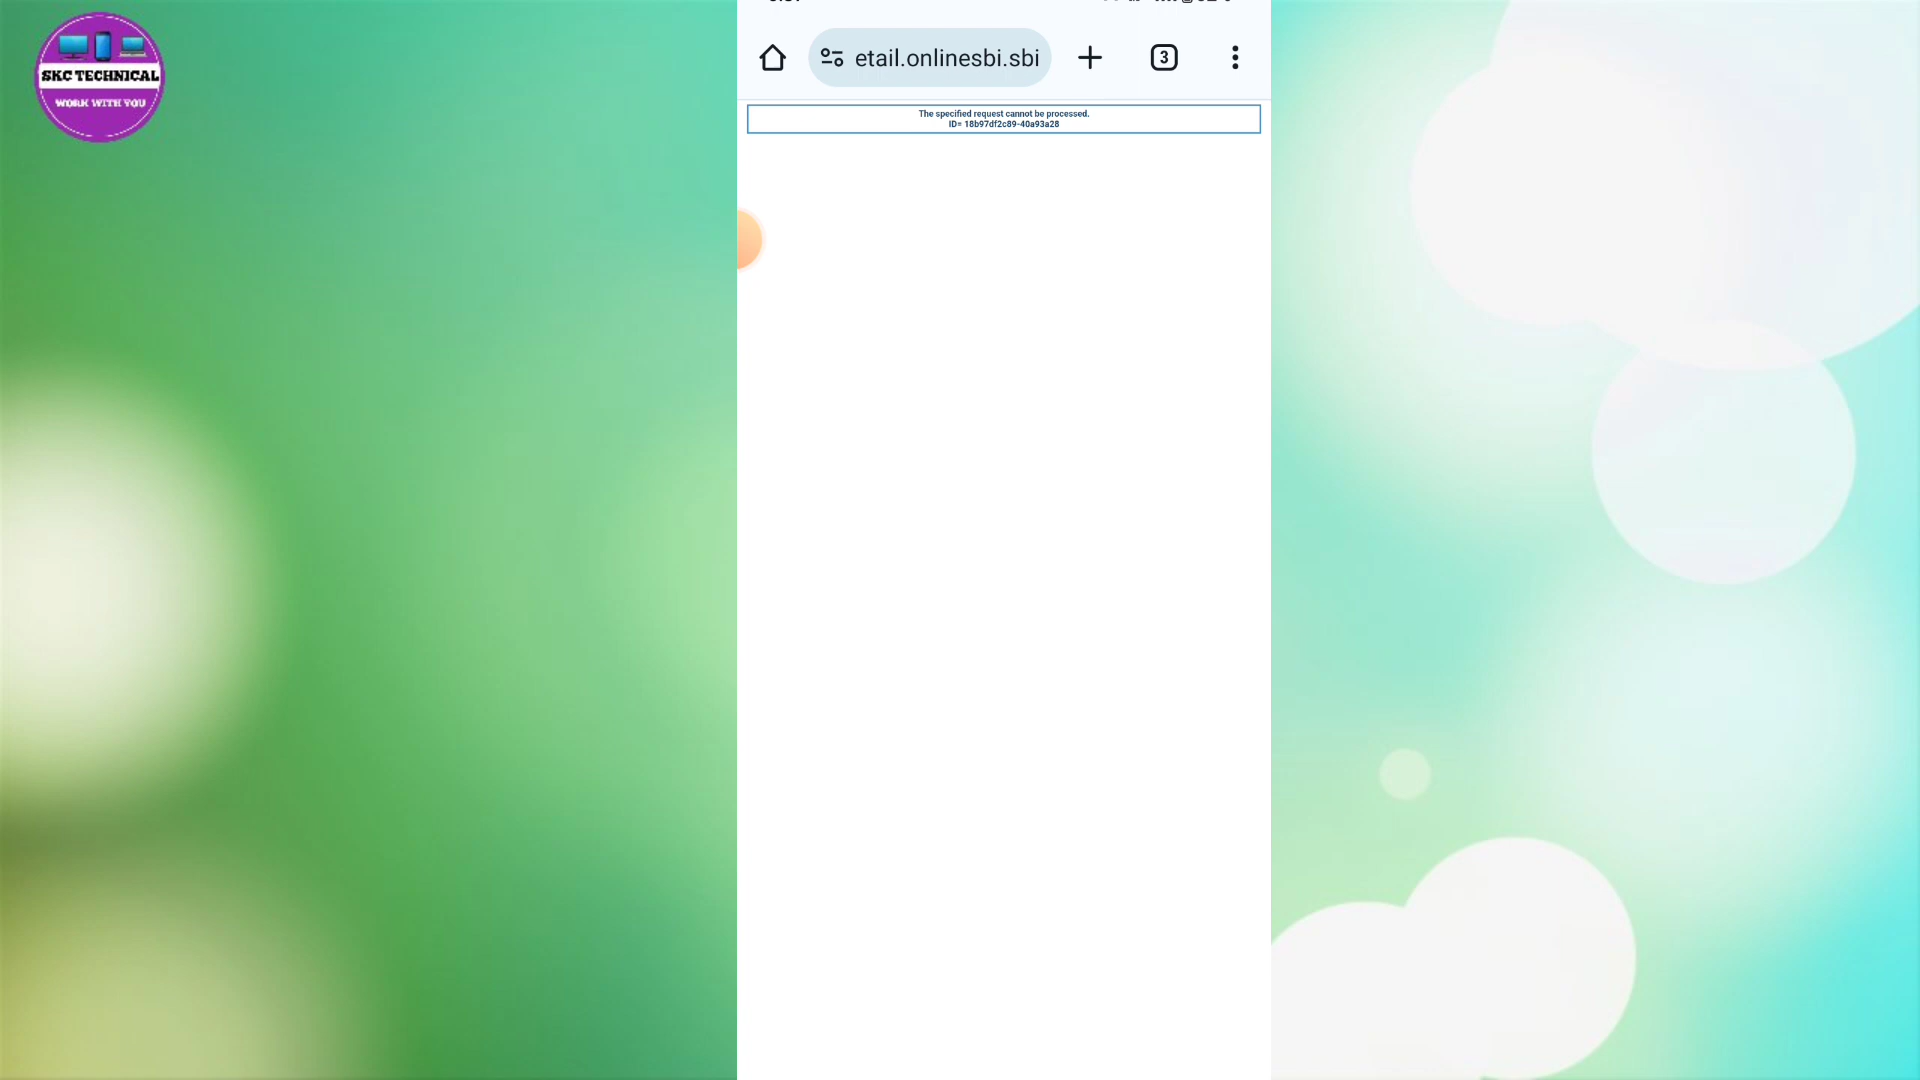 SKC TECHNICAL
WORK WITH YOU
etail.onlinesbi.sbi
3
The specified request cannot be processed.
ID= 18b97df2c89-40a93a28